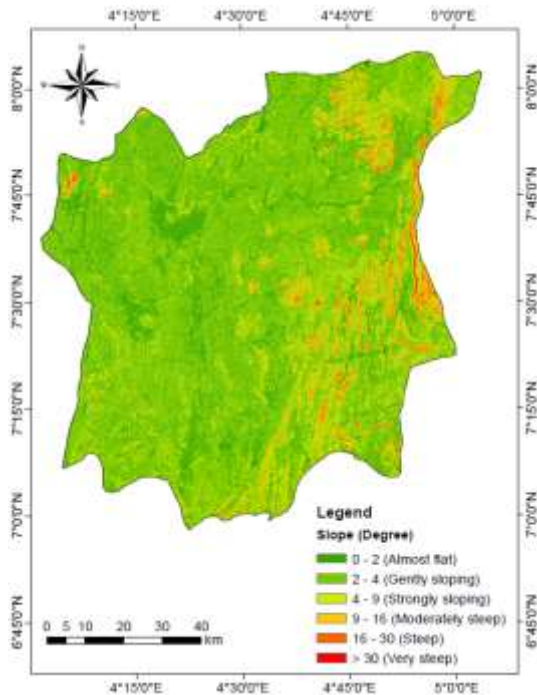 4°15'0"E 4°30'0"E 4°45'0"E 5°0'0"E
8°0'0"N 8°0'0"N
7°45'0"N 7°45'0"N
7°30'0"N 7°30'0"N
7°15'0"N 7°15'0"N
7°0'0"N 7°0'0"N
6°45'0"N 6°45'0"N
Legend
Slope (Degree)
0 - 2 (Almost flat)
2 - 4 (Gently sloping)
4 - 9 (Strongly sloping)
9 - 16 (Moderately steep)
16 - 30 (Steep)
> 30 (Very steep)
0 5 10 20 30 40
km
4°15'0"E 4°30'0"E 4°45'0"E 5°0'0"E